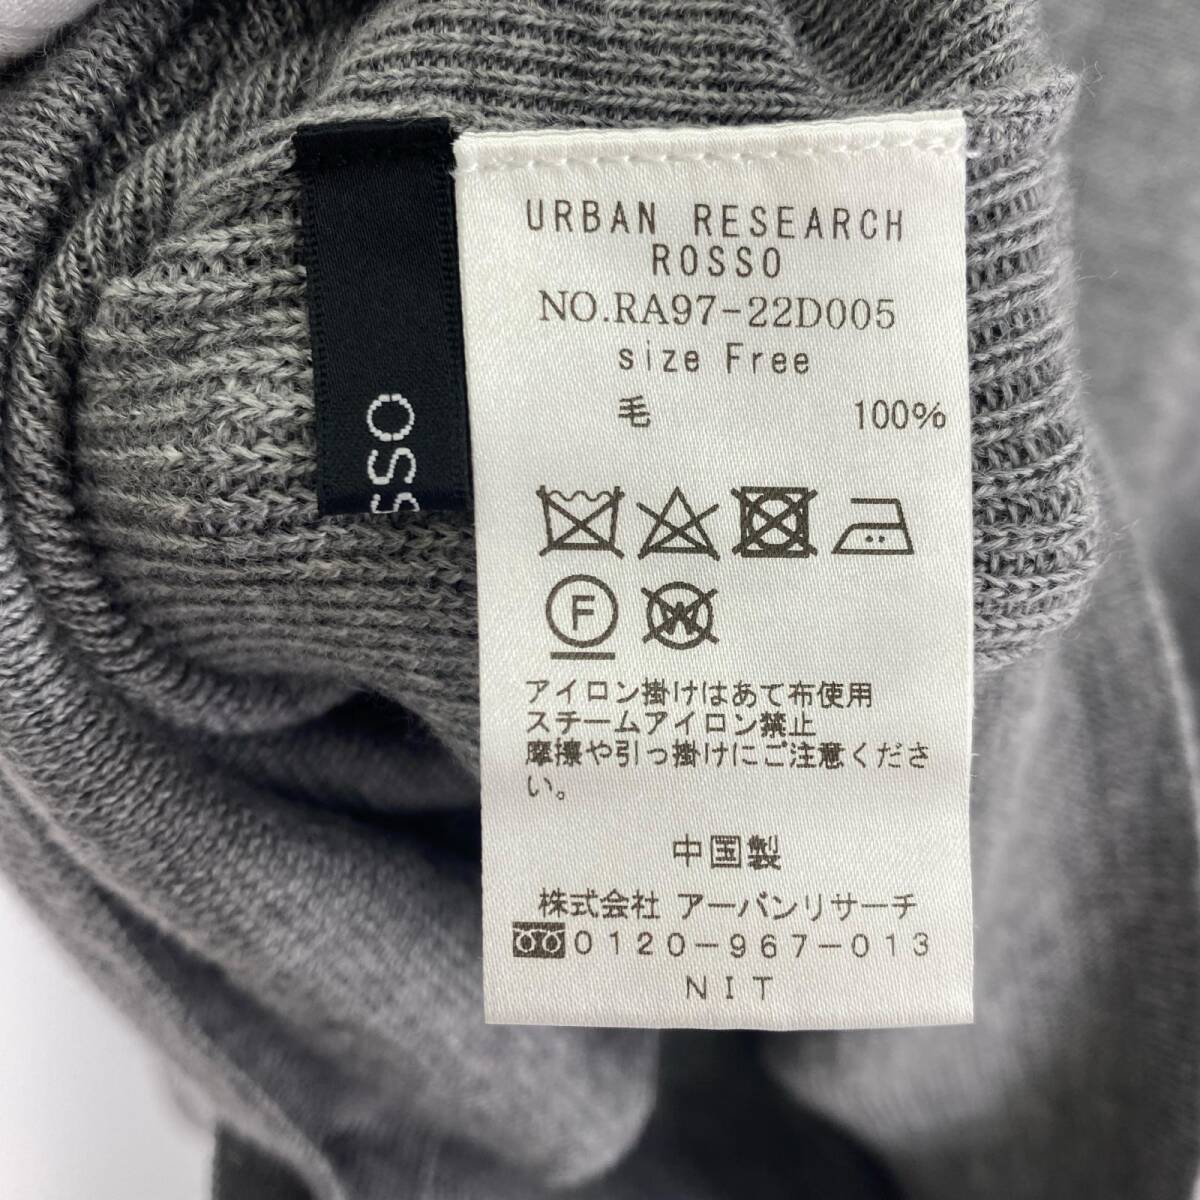 URBAN RESEARCH
ROSSO
NO.RA97-22D005
size Free
毛 100%
F
W
アイロン掛けはあて布使用
スチームアイロン禁止
摩擦や引っ掛けにご注意くださ
い。
中国製
株式会社 アーバンリサーチ
0120-967-013
NIT
SSO